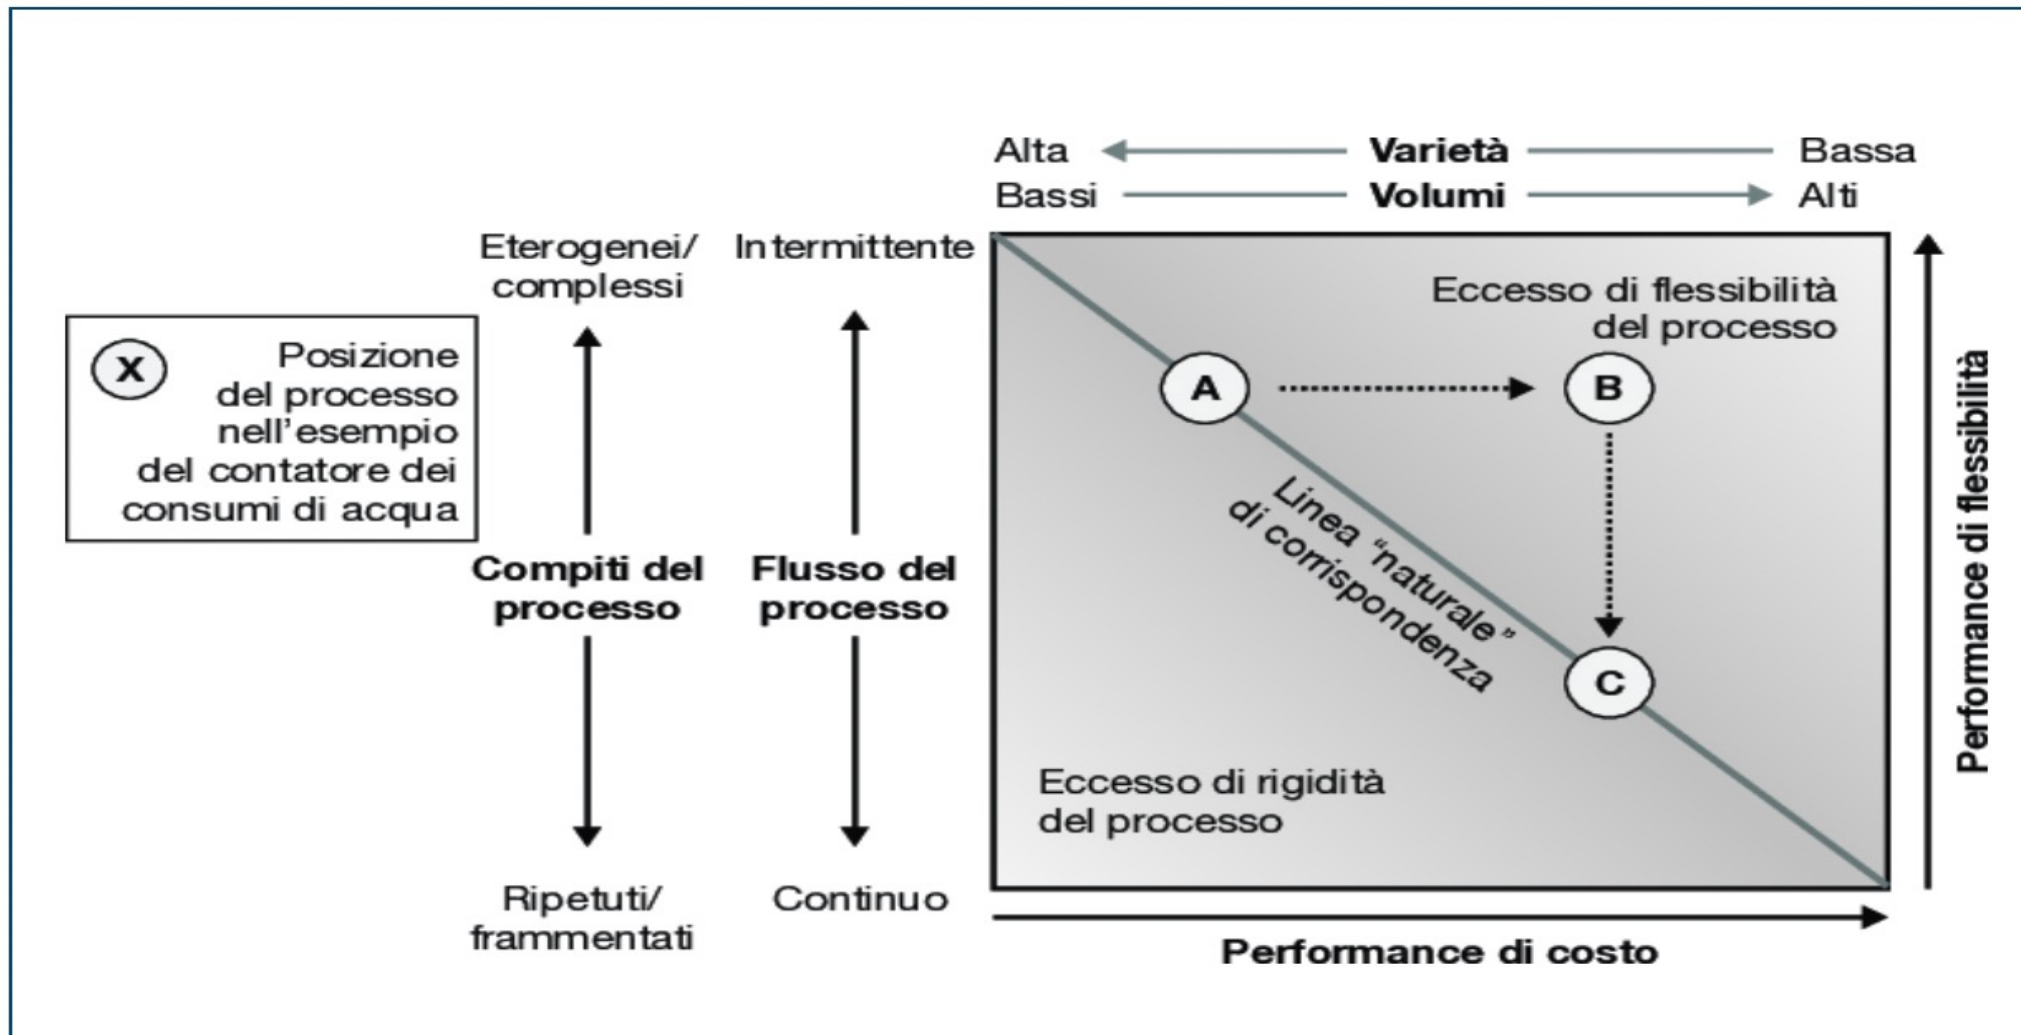 Alta Varietà Bassa
Bassi Volumi Alti
Eterogenei/
complessi
Intermittente
X
Posizione
del processo
nell'esempio
del contatore dei
consumi di acqua
Compiti del
processo
Flusso del
processo
Ripetuti/
frammentati
Continuo
Eccesso di flessibilità
del processo
A
B
Linea “naturale”
di corrispondenza
C
Eccesso di rigidità
del processo
Performance di flessibilità
Performance di costo